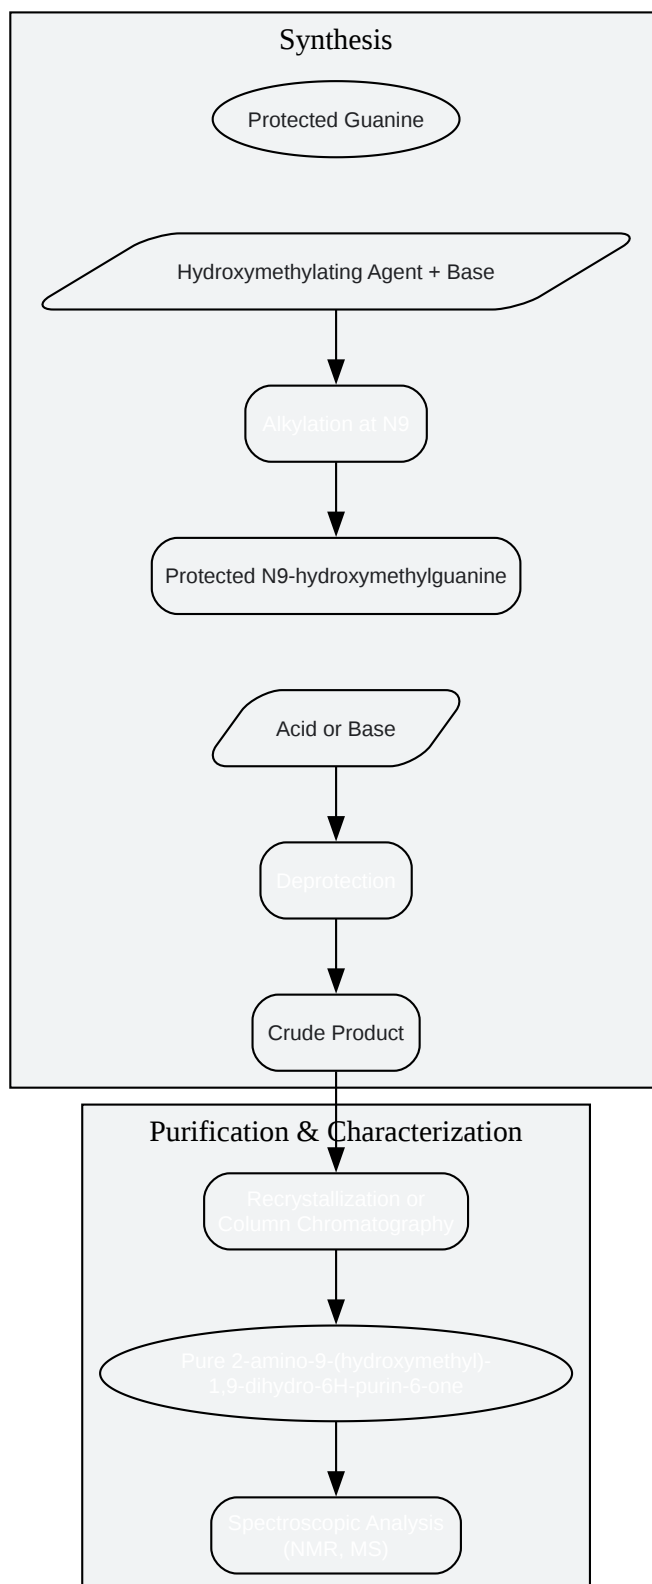 Synthesis
Protected Guanine
Hydroxymethylating Agent + Base
Alkylation at N9
Protected N9-hydroxymethylguanine
Acid or Base
Deprotection
Crude Product
Purification & Characterization
Recrystallization or
Column Chromatography
Pure 2-amino-9-(hydroxymethyl)-
1,9-dihydro-6H-purin-6-one
Spectroscopic Analysis
(NMR, MS)